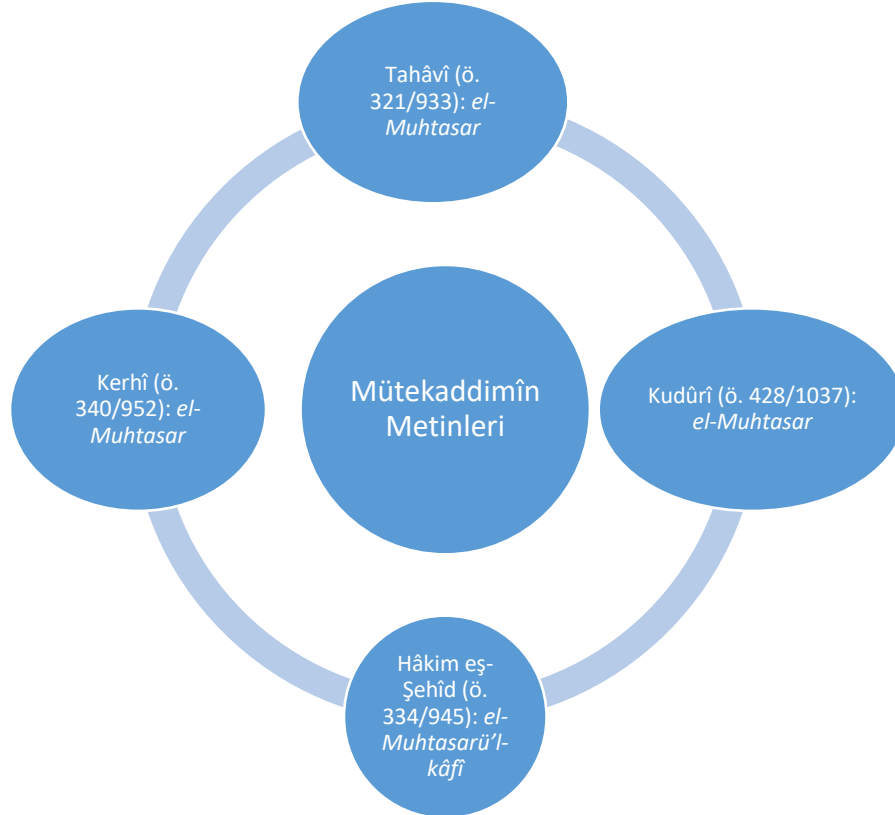 Tahâvî (ö.
321/933): el-
Muhtasar
Kerhî (ö.
340/952): el-
Muhtasar
Mütekaddimîn
Metinleri
Kudûrî (ö. 428/1037):
el-Muhtasar
Hâkim eş-
Şehîd (ö.
334/945): el-
Muhtasarü’l-
kâfî